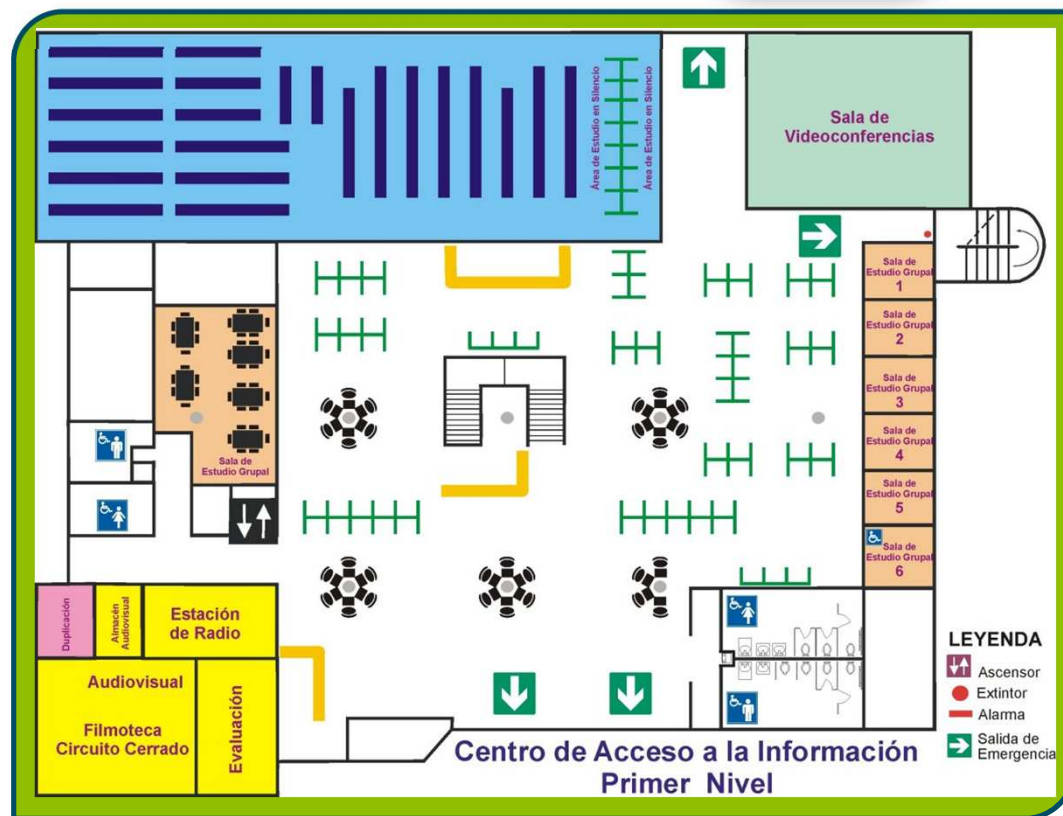 Área de Estudio en Silencio
Área de Estudio en Silencio
Sala de
Videoconferencias
Sala de
Estudio Grupal
1
Sala de
Estudio Grupal
2
Sala de
Estudio Grupal
3
Sala de
Estudio Grupal
4
Sala de
Estudio Grupal
5
Sala de
Estudio Grupal
6
Sala de
Estudio Grupal
Duplicación
Almacén
Audiovisual
Estación
de Radio
Audiovisual
Filmoteca
Circuito Cerrado
Evaluación
LEYENDA
Ascensor
Extintor
Alarma
Salida de
Emergencia
Centro de Acceso a la Información
Primer Nivel